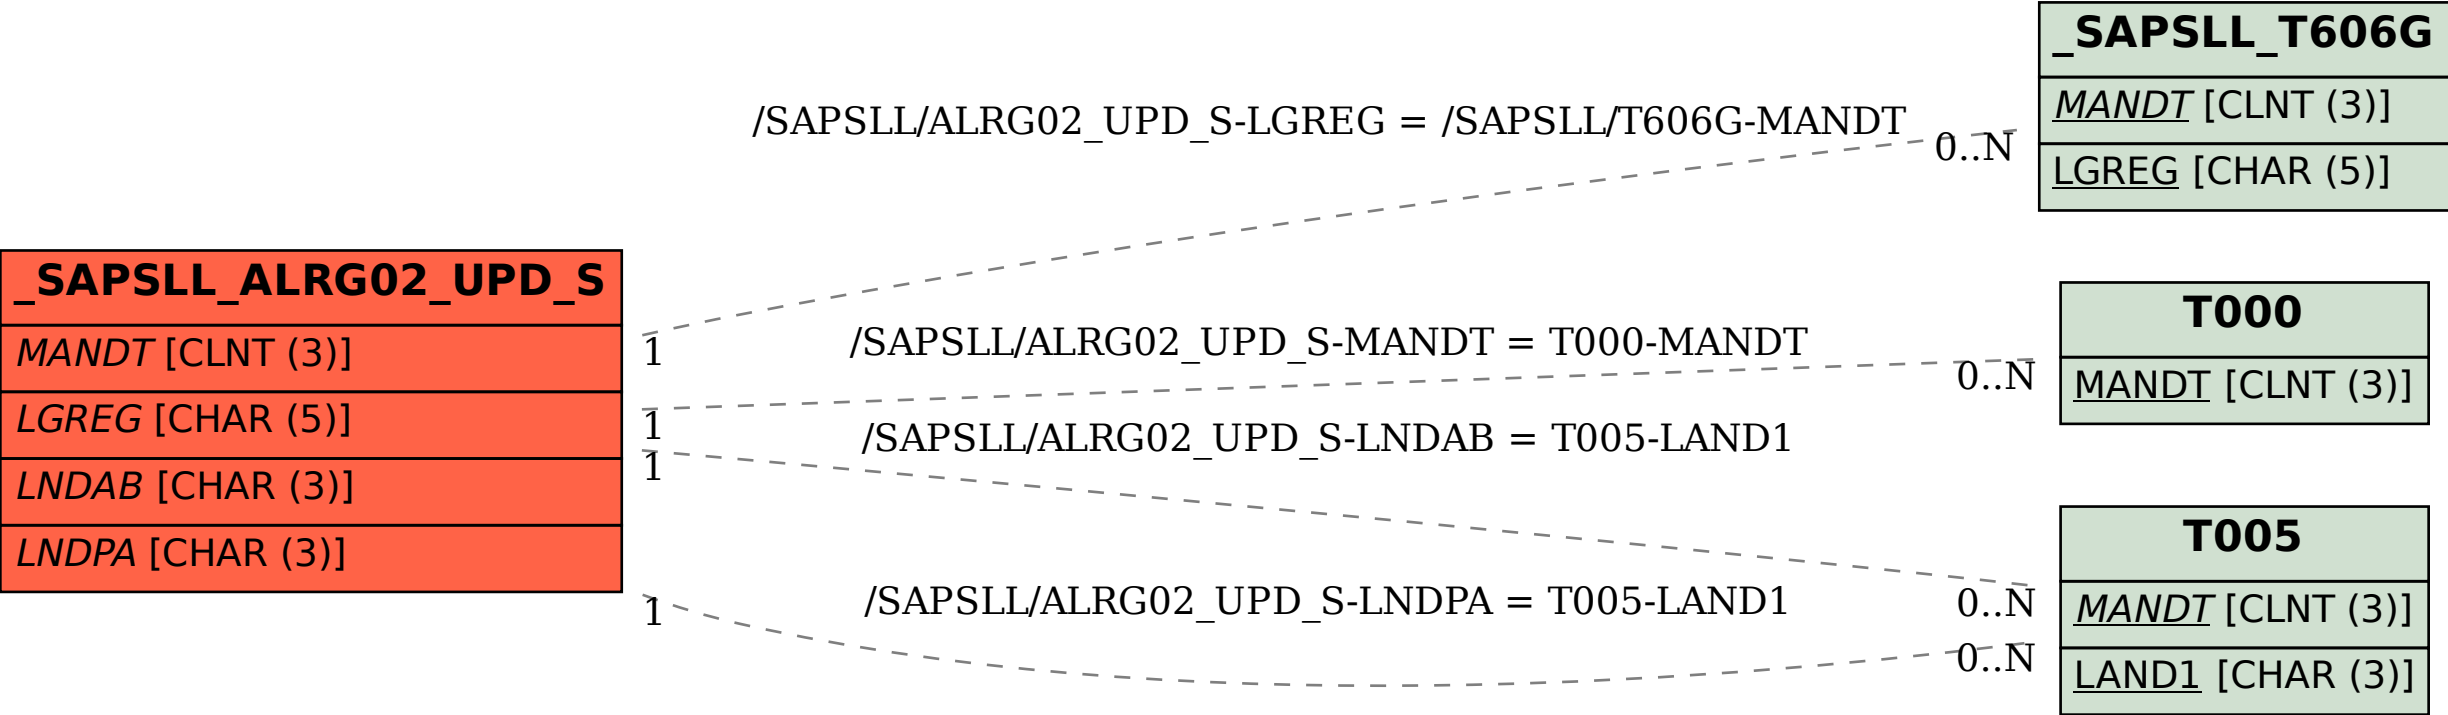 _SAPSLL_T606G
MANDT [CLNT (3)]
LGREG [CHAR (5)]
/SAPSLL/ALRG02_UPD_S-LGREG = /SAPSLL/T606G-MANDT
0..N
_SAPSLL_ALRG02_UPD_S
MANDT [CLNT (3)]
LGREG [CHAR (5)]
LNDAB [CHAR (3)]
LNDPA [CHAR (3)]
1
/SAPSLL/ALRG02_UPD_S-MANDT = T000-MANDT
0..N
1
T000
MANDT [CLNT (3)]
/SAPSLL/ALRG02_UPD_S-LNDAB = T005-LAND1
1
0..N
/SAPSLL/ALRG02_UPD_S-LNDPA = T005-LAND1
1
0..N
T005
MANDT [CLNT (3)]
LAND1 [CHAR (3)]